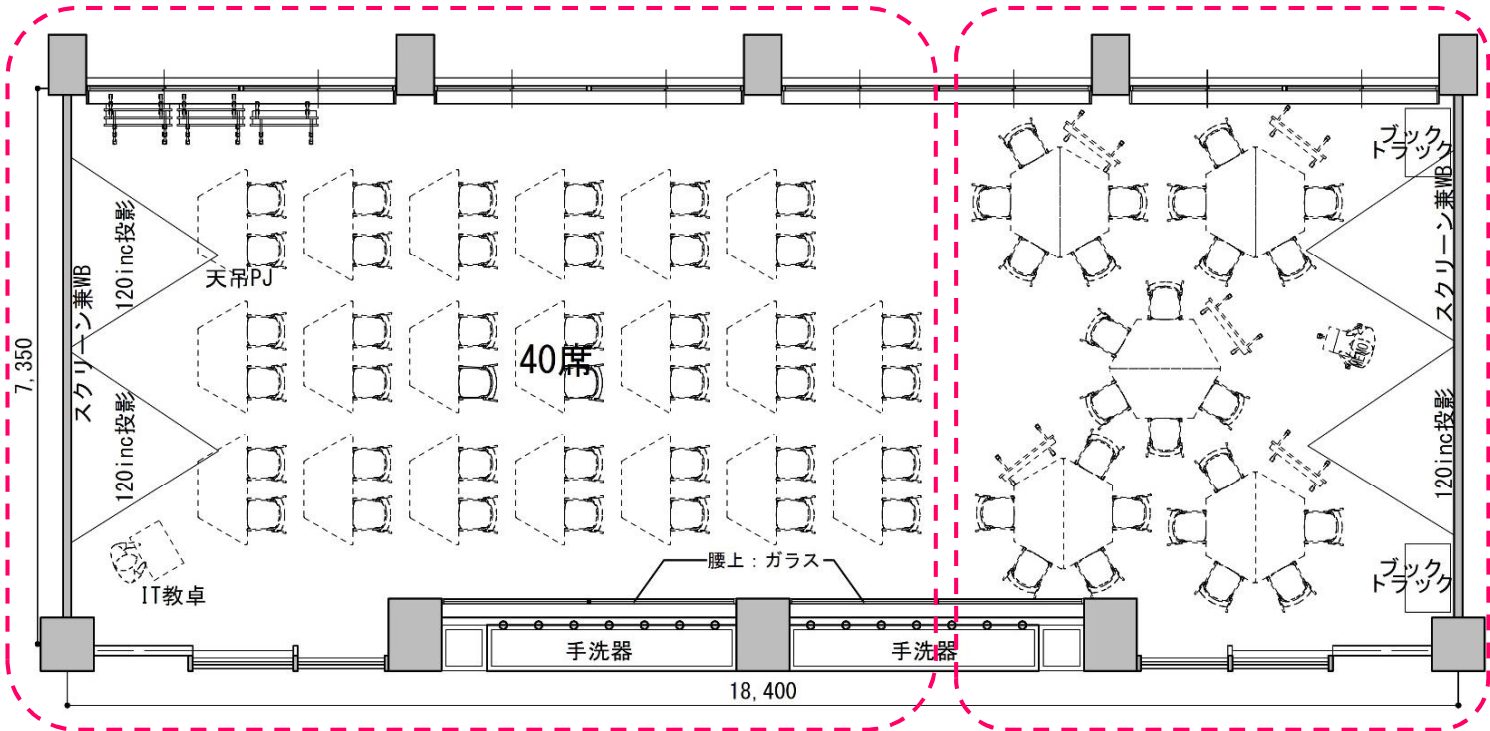 ブック
トラック
スクリーン兼WB
120inc投影
天吊PJ
スクリーン兼WB
120inc投影
40席
7,350
MEMO
120inc投影
IT教卓
腰上：ガラス
ブック
トラック
手洗器
手洗器
18,400